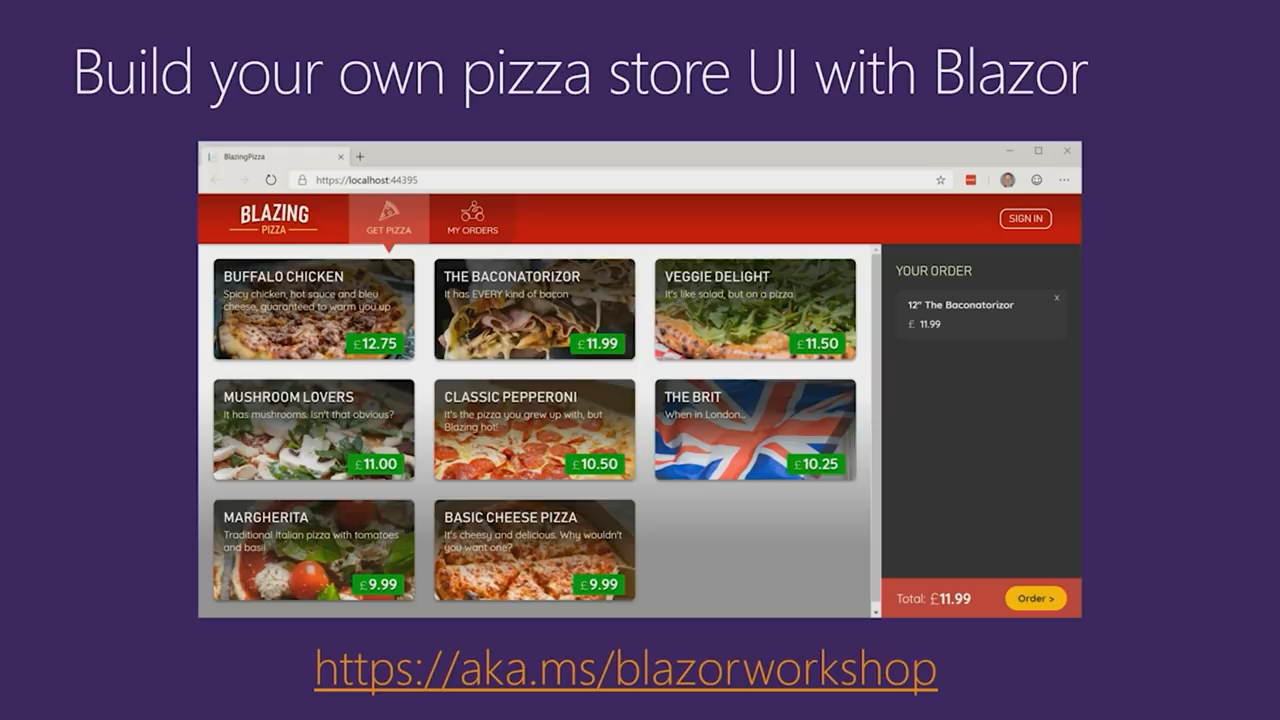 Build your own pizza store UI with Blazor
BlazingPizza
https://localhost:44395
BLAZING
PIZZA
GET PIZZA
MY ORDERS
SIGN IN
BUFFALO CHICKEN
Spicy chicken, hot sauce and bleu
cheese, guaranteed to warm you up
£12.75
THE BACONATORIZOR
It has EVERY kind of bacon
£11.99
VEGGIE DELIGHT
It's like salad, but on a pizza
£11.50
MUSHROOM LOVERS
It has mushrooms. Isn't that obvious?
£11.00
CLASSIC PEPPERONI
It's the pizza you grew up with, but
Blazing hot!
£10.50
THE BRIT
When in London...
£10.25
MARGHERITA
Traditional Italian pizza with tomatoes
and basil
£9.99
BASIC CHEESE PIZZA
It's cheesy and delicious. Why wouldn't
you want one?
£9.99
YOUR ORDER
12" The Baconatorizor
x
£ 11.99
Total: £11.99
Order >
https://aka.ms/blazorworkshop